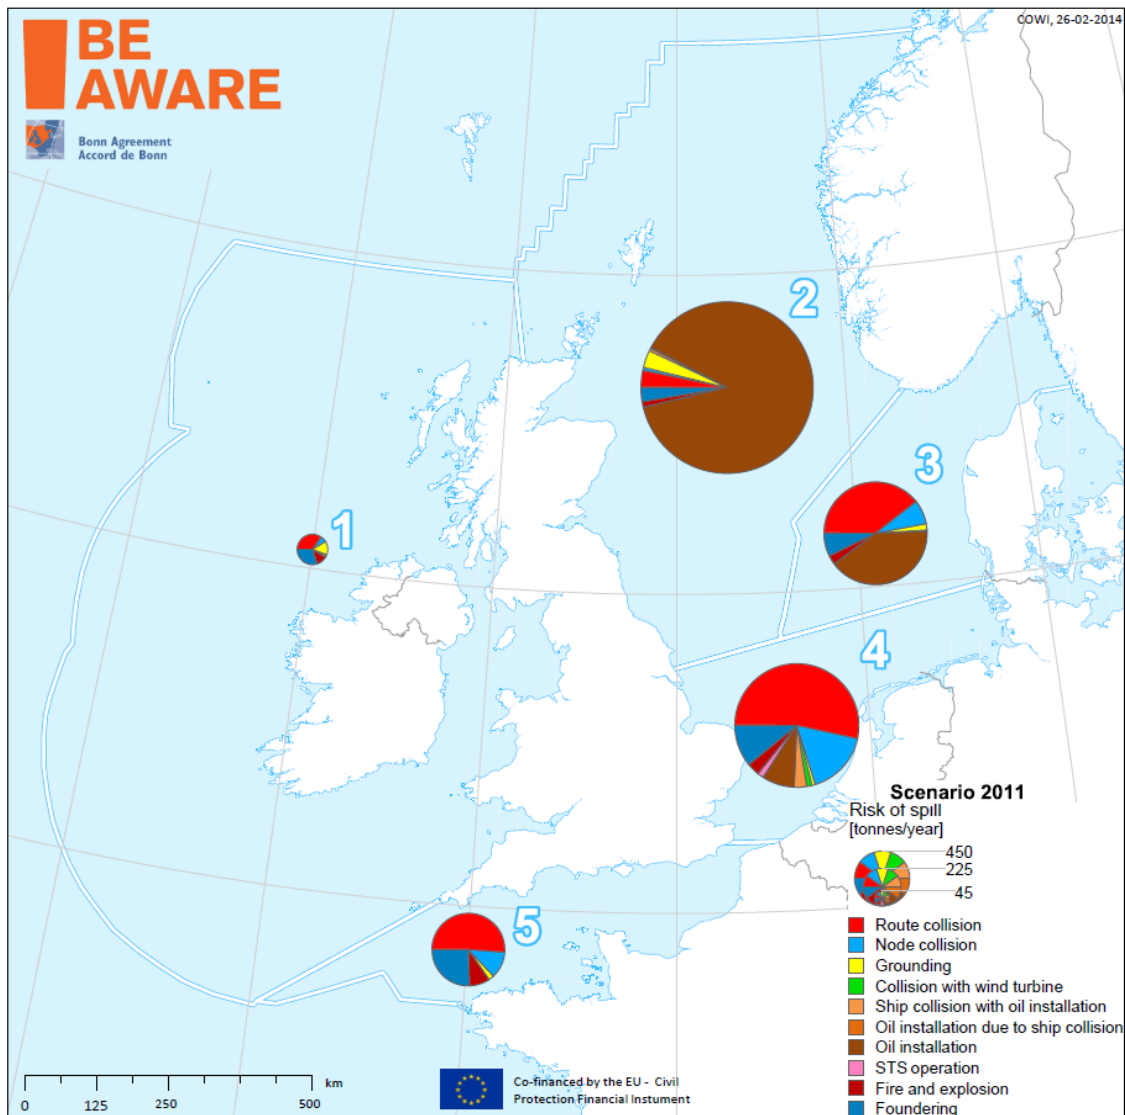 COWI, 26-02-2014
BE
AWARE
Bonn Agreement
Accord de Bonn
2
3
1
4
5
Scenario 2011
Risk of spill
[tonnes/year]
450
225
45
Route collision
Node collision
Grounding
Collision with wind turbine
Ship collision with oil installation
Oil installation due to ship collision
Oil installation
STS operation
Fire and explosion
Foundering
km
0 125 250 500
Co-financed by the EU - Civil
Protection Financial Instument